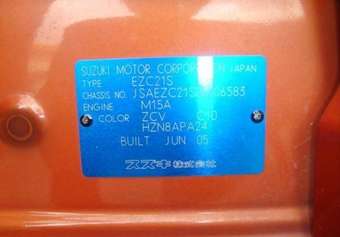 SUZUKI MOTOR CORPORATION JAPAN
TYPE EZC21S
CHASSIS NO. 
ENGINE M15A
COLOR ZCV C10
HZN8APA24
BUILT JUN 05
スズキ株式会社